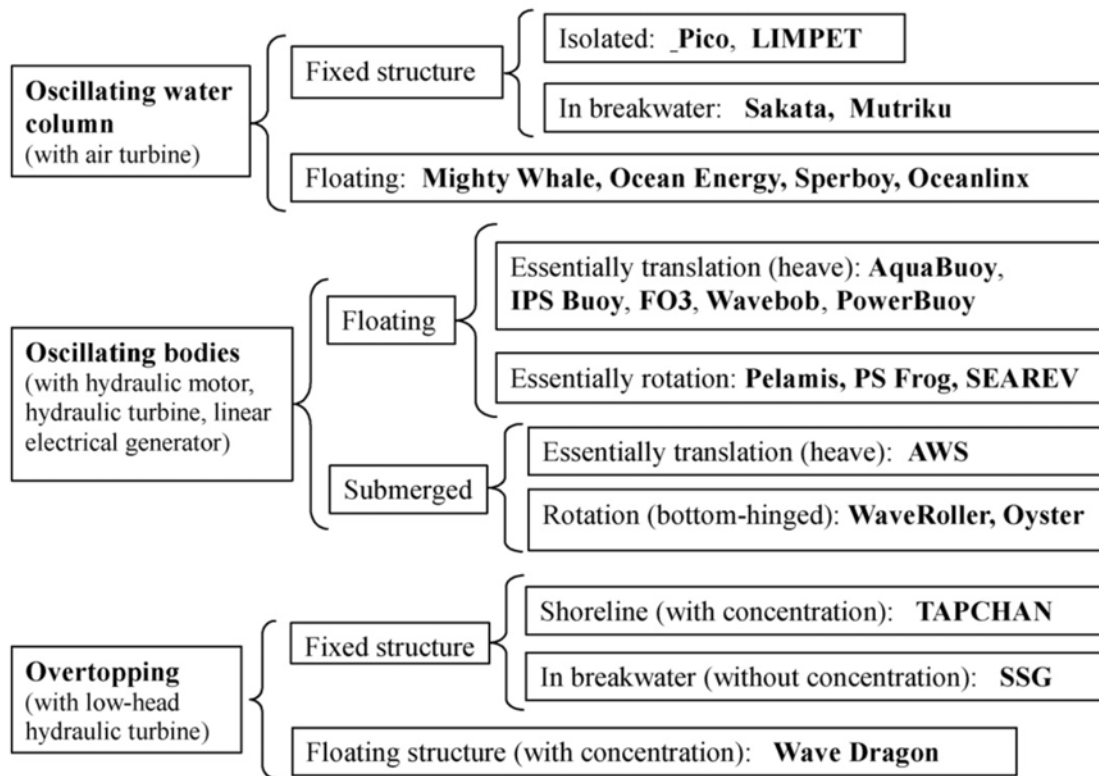 Oscillating water
column
(with air turbine)
Fixed structure
Isolated: _Pico, LIMPET
In breakwater: Sakata, Mutriku
Floating: Mighty Whale, Ocean Energy, Sperboy, Oceanlinx
Oscillating bodies
(with hydraulic motor,
hydraulic turbine, linear
electrical generator)
Floating
Essentially translation (heave): AquaBuoy,
IPS Buoy, FO3, Wavebob, PowerBuoy
Essentially rotation: Pelamis, PS Frog, SEAREV
Submerged
Essentially translation (heave): AWS
Rotation (bottom-hinged): WaveRoller, Oyster
Overtopping
(with low-head
hydraulic turbine)
Fixed structure
Shoreline (with concentration): TAPCHAN
In breakwater (without concentration): SSG
Floating structure (with concentration): Wave Dragon